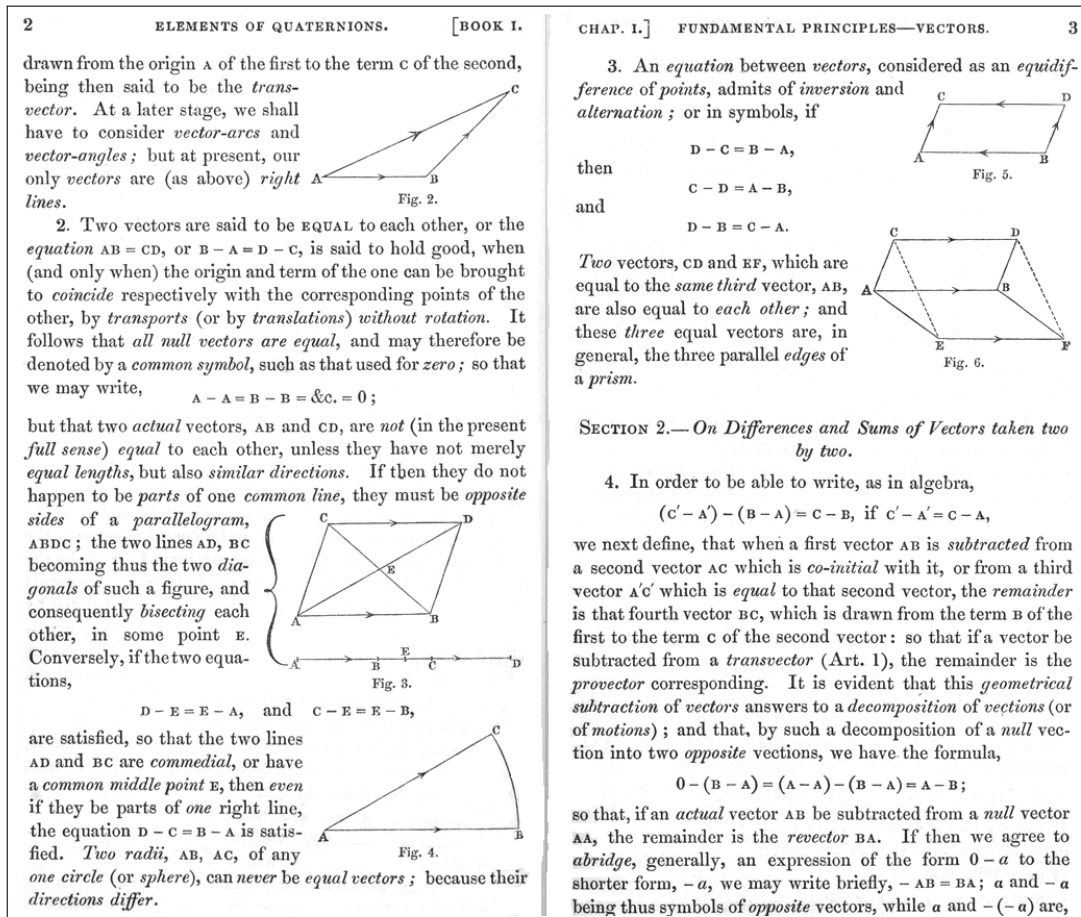 2 ELEMENTS OF QUATERNIONS. [BOOK I.
drawn from the origin A of the first to the term C of the second,
being then said to be the trans-
vector. At a later stage, we shall
have to consider vector-arcs and
vector-angles; but at present, our
only vectors are (as above) right
lines.
C
A
B
Fig. 2.
2. Two vectors are said to be EQUAL to each other, or the
equation AB = CD, or B - A = D - C, is said to hold good, when
(and only when) the origin and term of the one can be brought
to coincide respectively with the corresponding points of the
other, by transports (or by translations) without rotation. It
follows that all null vectors are equal, and may therefore be
denoted by a common symbol, such as that used for zero; so that
we may write,
A - A = B - B = &c. = 0;
but that two actual vectors, AB and CD, are not (in the present
full sense) equal to each other, unless they have not merely
equal lengths, but also similar directions. If then they do not
happen to be parts of one common line, they must be opposite
sides of a parallelogram,
ABDC; the two lines AD, BC
becoming thus the two dia-
gonals of such a figure, and
consequently bisecting each
other, in some point E.
Conversely, if the two equa-
tions,
C D
E
A B
A B E C D
Fig. 3.
D - E = E - A, and C - E = E - B,
are satisfied, so that the two lines
AD and BC are commedial, or have
a common middle point E, then even
if they be parts of one right line,
the equation D - C = B - A is satis-
fied. Two radii, AB, AC, of any
one circle (or sphere), can never be equal vectors; because their
directions differ.
C
A B
Fig. 4.
CHAP. I.] FUNDAMENTAL PRINCIPLES—VECTORS. 3
3. An equation between vectors, considered as an equidif-
ference of points, admits of inversion and
alternation; or in symbols, if
D - C = B - A,
then
C - D = A - B,
and
D - B = C - A.
C D
A B
Fig. 5.
Two vectors, CD and EF, which are
equal to the same third vector, AB,
are also equal to each other; and
these three equal vectors are, in
general, the three parallel edges of
a prism.
C D
A B
E F
Fig. 6.
SECTION 2.—On Differences and Sums of Vectors taken two
by two.
4. In order to be able to write, as in algebra,
(C′ - A′) - (B - A) = C - B, if C′ - A′ = C - A,
we next define, that when a first vector AB is subtracted from
a second vector AC which is co-initial with it, or from a third
vector A′C′ which is equal to that second vector, the remainder
is that fourth vector BC, which is drawn from the term B of the
first to the term C of the second vector: so that if a vector be
subtracted from a transvector (Art. 1), the remainder is the
provector corresponding. It is evident that this geometrical
subtraction of vectors answers to a decomposition of vections (or
of motions); and that, by such a decomposition of a null vec-
tion into two opposite vections, we have the formula,
0 - (B - A) = (A - A) - (B - A) = A - B;
so that, if an actual vector AB be subtracted from a null vector
AA, the remainder is the revector BA. If then we agree to
abridge, generally, an expression of the form 0 - a to the
shorter form, - a, we may write briefly, - AB = BA; a and - a
being thus symbols of opposite vectors, while a and - (- a) are,